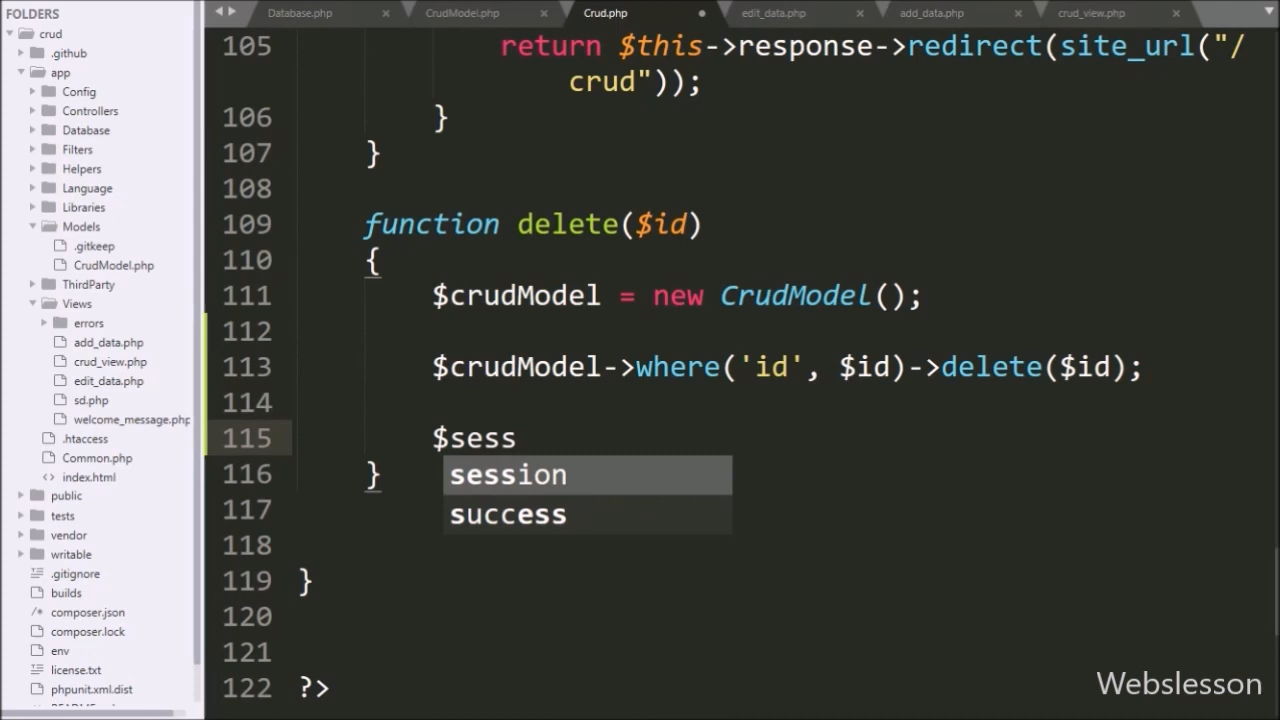 FOLDERS
crud
.github
app
Config
Controllers
Database
Filters
Helpers
Language
Libraries
Models
.gitkeep
CrudModel.php
ThirdParty
Views
errors
add_data.php
crud_view.php
edit_data.php
sd.php
welcome_message.php
.htaccess
Common.php
index.html
public
tests
vendor
writable
.gitignore
builds
composer.json
composer.lock
env
license.txt
phpunit.xml.dist
Database.php × CrudModel.php × Crud.php • edit_data.php × add_data.php × crud_view.php ×
105 return $this->response->redirect(site_url("/
crud"));
106 }
107 }
108
109 function delete($id)
110 {
111 $crudModel = new CrudModel();
112
113 $crudModel->where('id', $id)->delete($id);
114
115 $sess
session
success
116 }
117
118
119 }
120
121
122 ?>
Webslesson